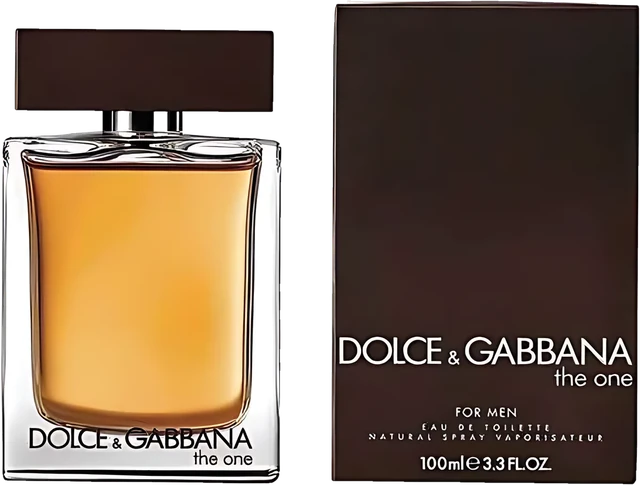 DOLCE & GABBANA
the one
DOLCE & GABBANA
the one
FOR MEN
EAU DE TOILETTE
NATURAL SPRAY VAPORISATEUR
100ml e 3.3 FL.OZ.